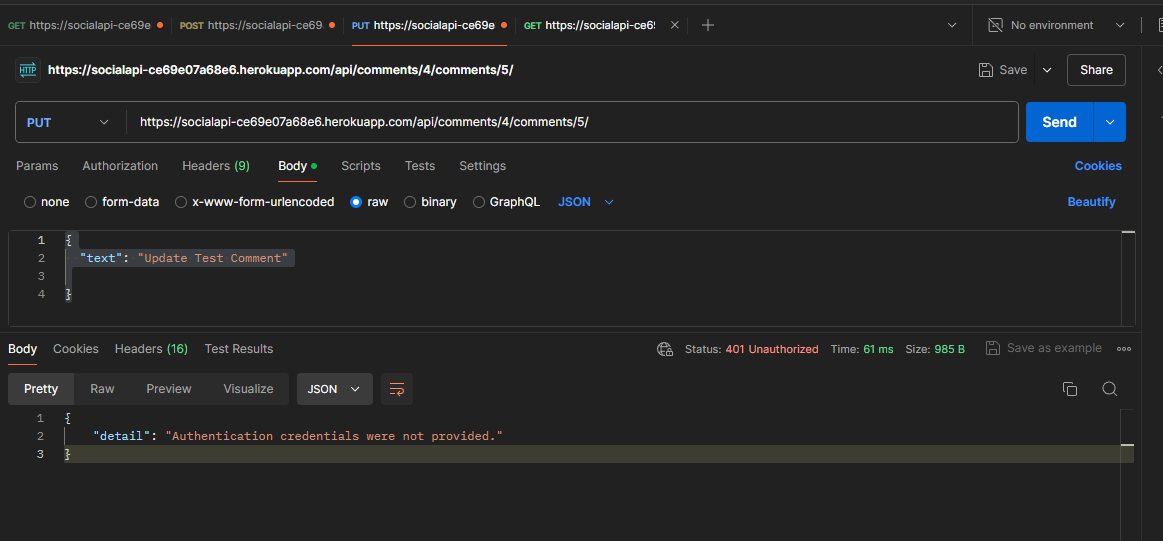 GET https://socialapi-ce69e POST https://socialapi-ce69 PUT https://socialapi-ce69e GET https://socialapi-ce69 No environment
HTTP https://socialapi-ce69e07a68e6.herokuapp.com/api/comments/4/comments/5/ Save Share
PUT https://socialapi-ce69e07a68e6.herokuapp.com/api/comments/4/comments/5/ Send
Params Authorization Headers (9) Body Scripts Tests Settings Cookies
none form-data x-www-form-urlencoded raw binary GraphQL JSON Beautify
1 {
2 "text": "Update Test Comment"
3
4 }
Body Cookies Headers (16) Test Results Status: 401 Unauthorized Time: 61 ms Size: 985 B Save as example
Pretty Raw Preview Visualize JSON
1 {
2 "detail": "Authentication credentials were not provided."
3 }